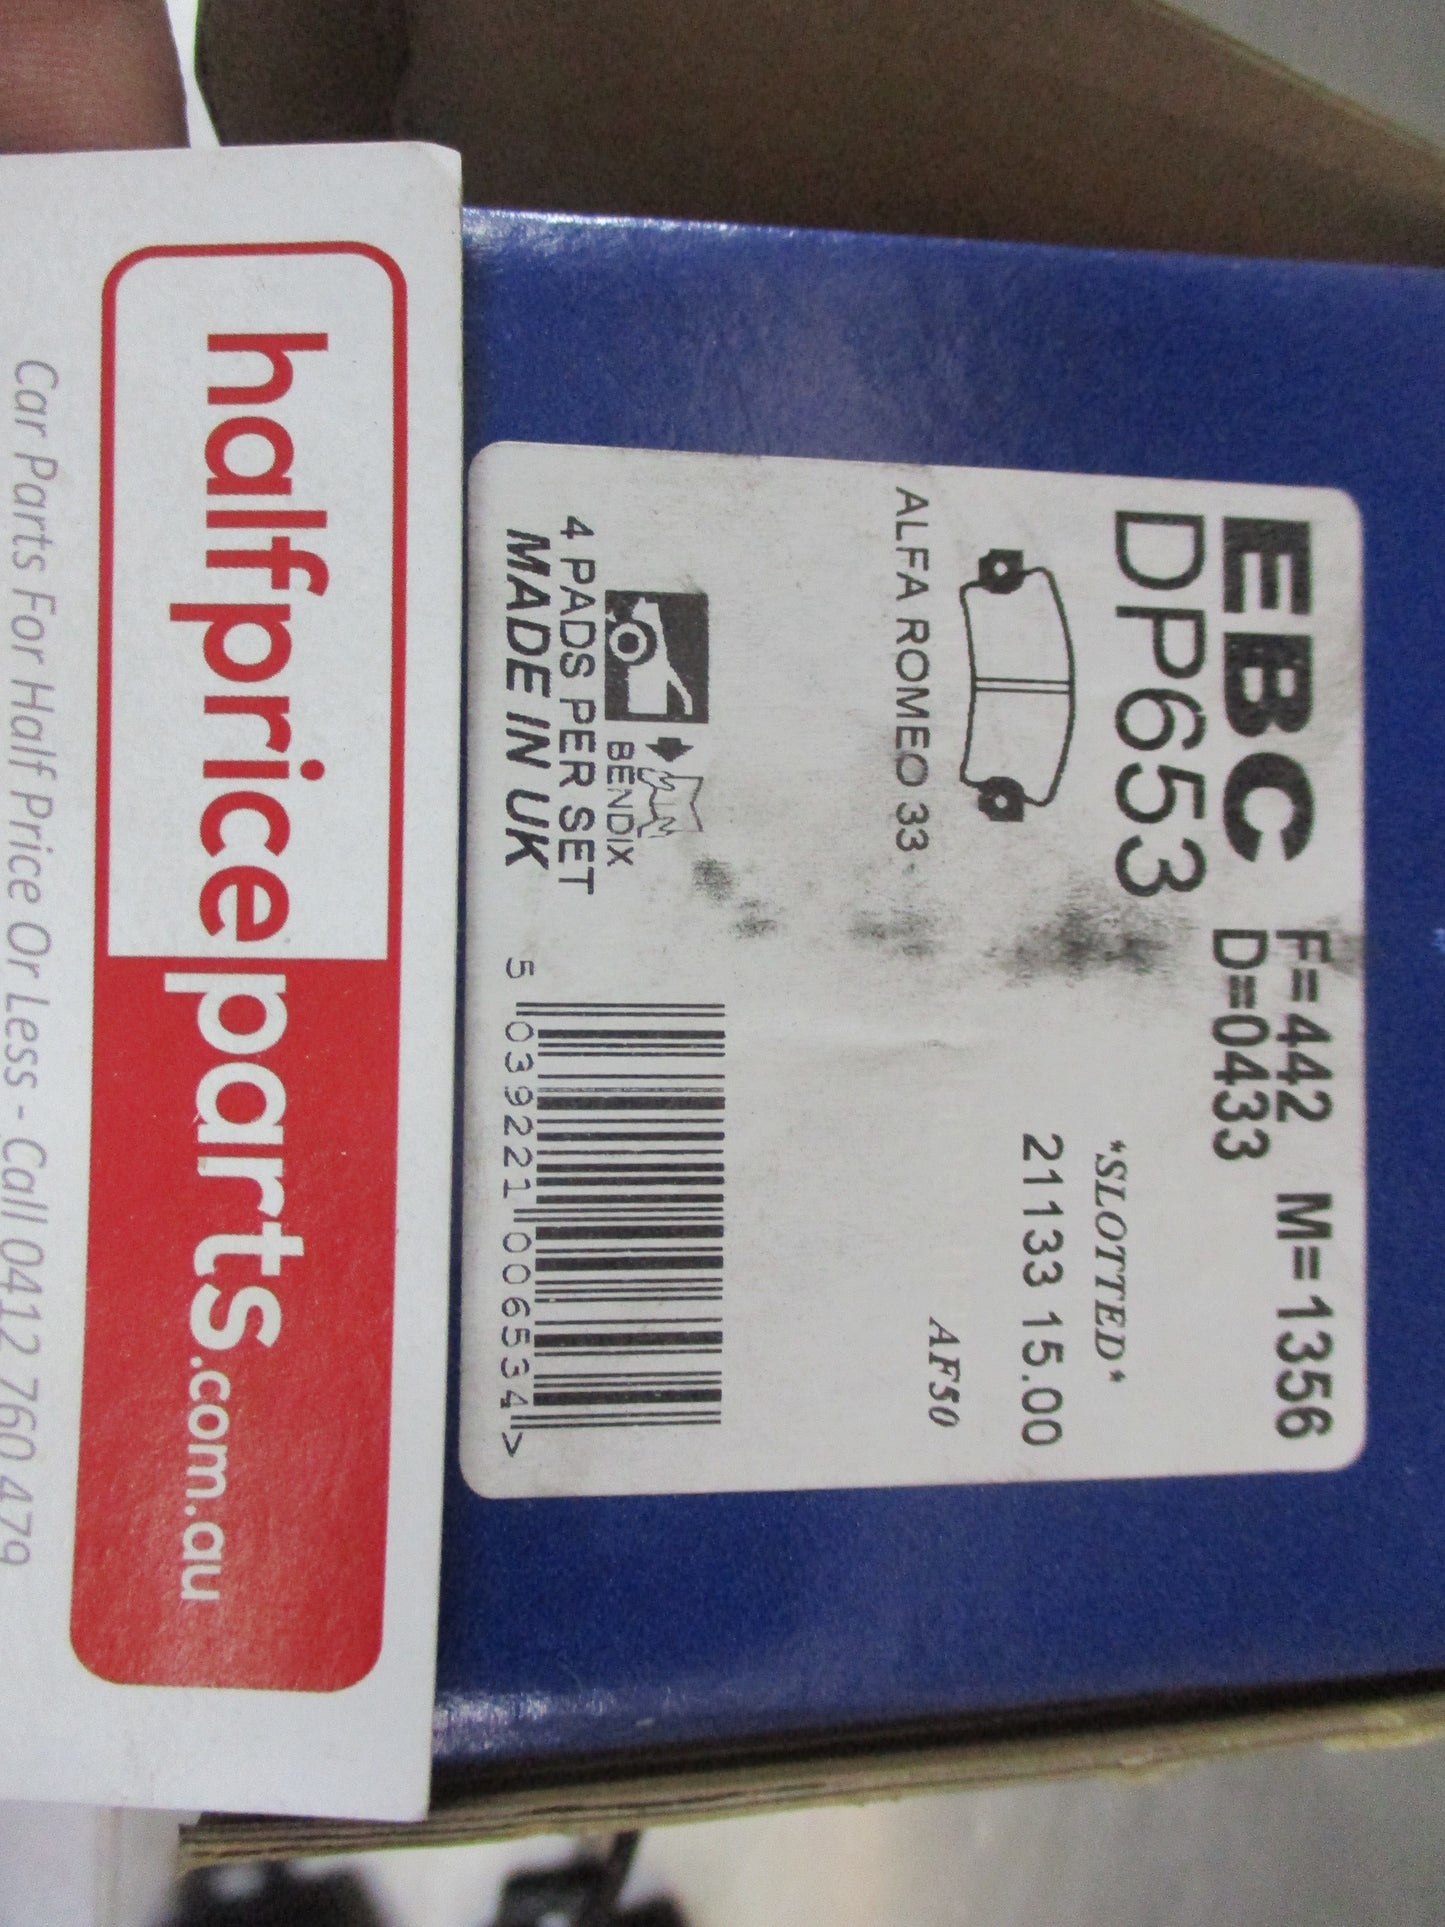 EBC F=442 M=1356
DP653 D=0433
*SLOTTED*
21133 15.00
ALFA ROMEO 33
AF50
BENDIX
4 PADS PER SET
MADE IN UK
5 039221 006534 >
halfpriceparts.com.au
Car Parts For Half Price Or Less - Call 0412 760 479